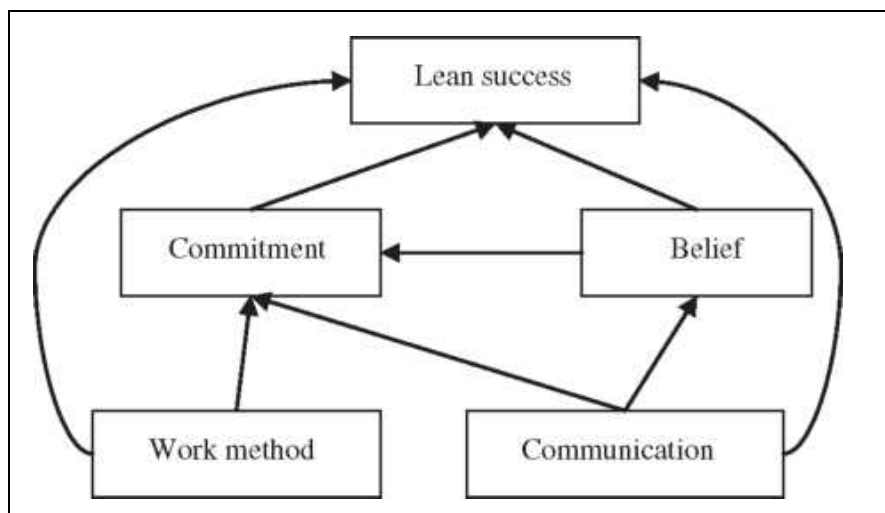 Lean success
Commitment
Belief
Work method
Communication